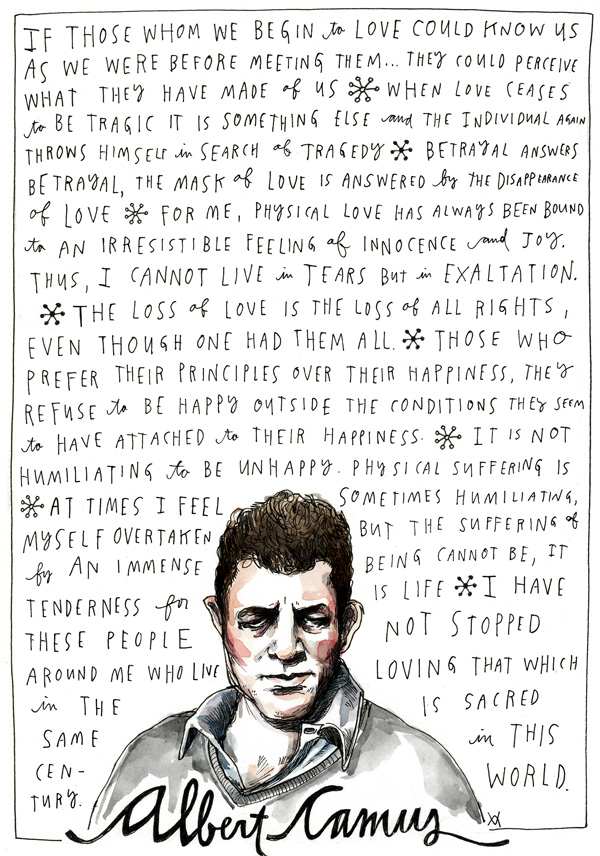 IF THOSE WHOM WE BEGIN to LOVE COULD KNOW US
AS WE WERE BEFORE MEETING THEM... THEY COULD PERCEIVE
WHAT THEY HAVE MADE of US * WHEN LOVE CEASES
to BE TRAGIC IT IS SOMETHING ELSE and THE INDIVIDUAL AGAIN
THROWS HIMSELF in SEARCH of TRAGEDY * BETRAYAL ANSWERS
BETRAYAL, THE MASK of LOVE IS ANSWERED by THE DISAPPEARANCE
of LOVE * FOR ME, PHYSICAL LOVE HAS ALWAYS BEEN BOUND
to AN IRRESISTIBLE FEELING of INNOCENCE and JOY.
THUS, I CANNOT LIVE in TEARS BUT in EXALTATION.
* THE LOSS of LOVE IS THE LOSS of ALL RIGHTS,
EVEN THOUGH ONE HAD THEM ALL. * THOSE WHO
PREFER THEIR PRINCIPLES OVER THEIR HAPPINESS, THEY
REFUSE to BE HAPPY OUTSIDE THE CONDITIONS THEY SEEM
to HAVE ATTACHED to THEIR HAPPINESS. * IT IS NOT
HUMILIATING to BE UNHAPPY. PHYSICAL SUFFERING IS
SOMETIMES HUMILIATING,
BUT THE SUFFERING of
BEING CANNOT BE, IT
IS LIFE * I HAVE
NOT STOPPED
LOVING THAT WHICH
IS SACRED
in THIS
WORLD.
* AT TIMES I FEEL
MYSELF OVERTAKEN
by AN IMMENSE
TENDERNESS for
THESE PEOPLE
AROUND ME WHO LIVE
in THE
SAME
CEN-
TURY.
Albert Camus